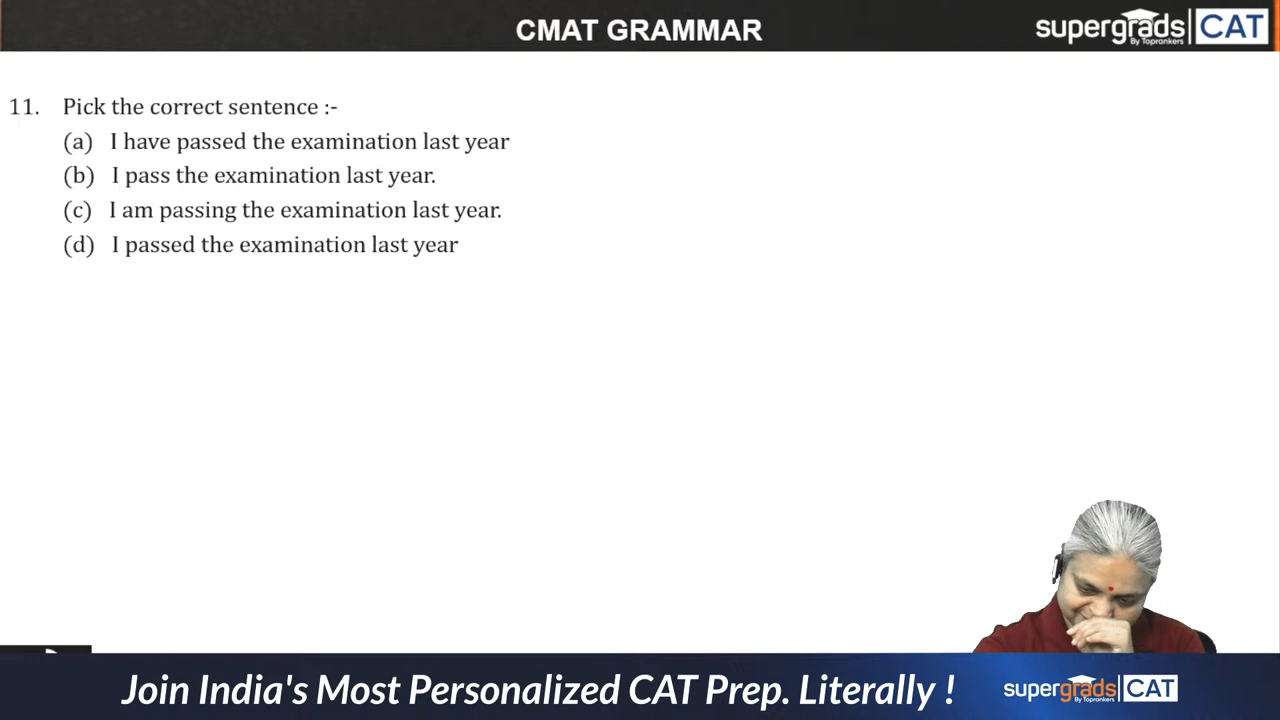 CMAT GRAMMAR
supergrads CAT
By Toprankers
11. Pick the correct sentence :-
(a) I have passed the examination last year
(b) I pass the examination last year.
(c) I am passing the examination last year.
(d) I passed the examination last year
Join India's Most Personalized CAT Prep. Literally !
supergrads CAT
By Toprankers